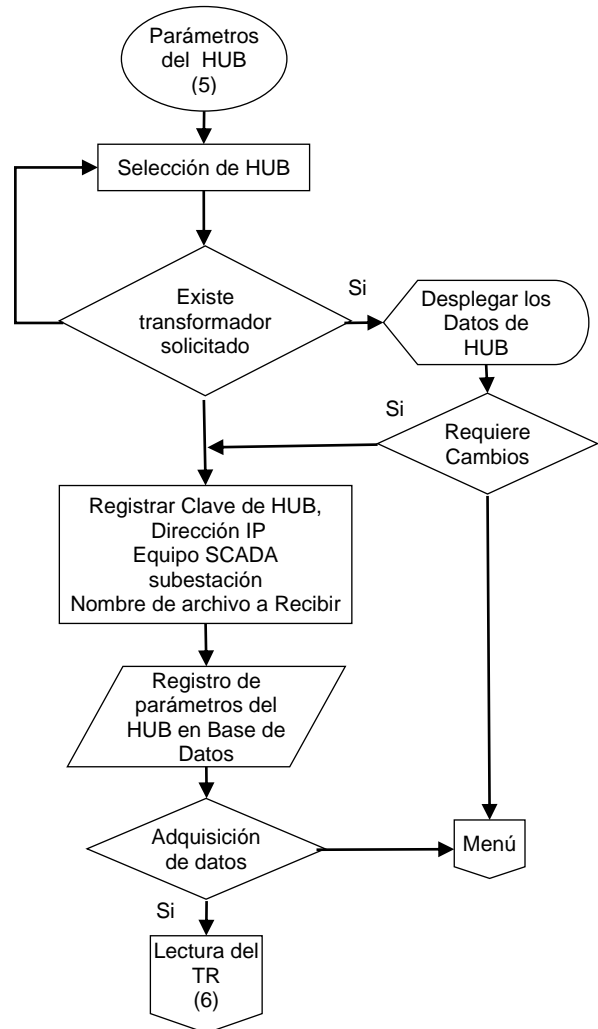 Parámetros
del HUB
(5)
Selección de HUB
Existe
transformador
solicitado
Si
Desplegar los
Datos de
HUB
Si
Requiere
Cambios
Registrar Clave de HUB,
Dirección IP
Equipo SCADA
subestación
Nombre de archivo a Recibir
Registro de
parámetros del
HUB en Base de
Datos
Adquisición
de datos
Menú
Si
Lectura del
TR
(6)